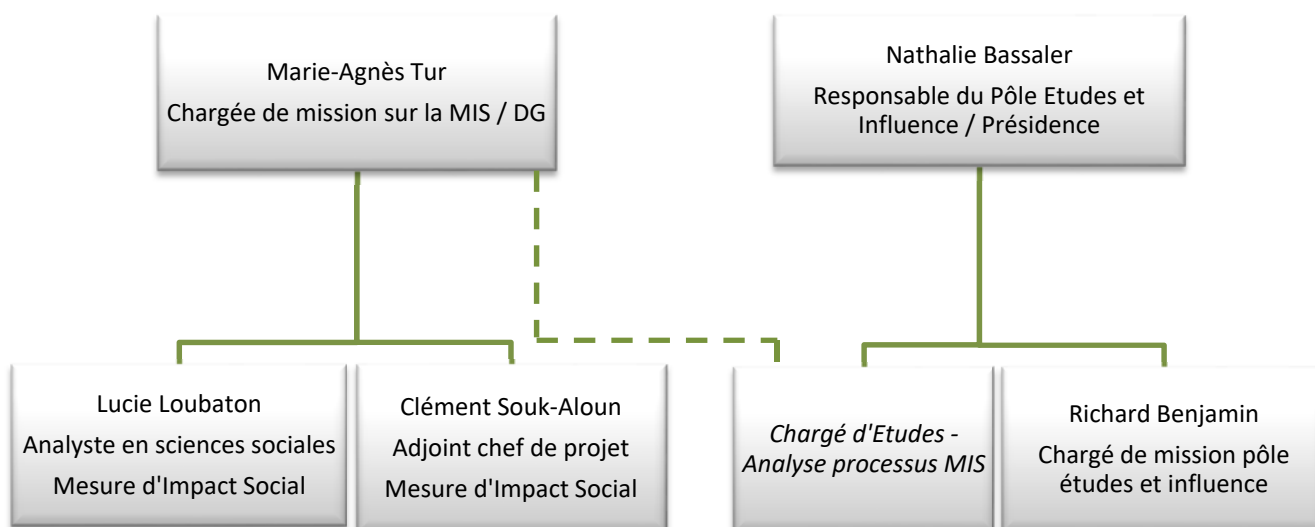 Marie-Agnès Tur
Chargée de mission sur la MIS / DG
Nathalie Bassaler
Responsable du Pôle Etudes et
Influence / Présidence
Lucie Loubaton
Analyste en sciences sociales
Mesure d'Impact Social
Clément Souk-Aloun
Adjoint chef de projet
Mesure d'Impact Social
Chargé d'Etudes -
Analyse processus MIS
Richard Benjamin
Chargé de mission pôle
études et influence